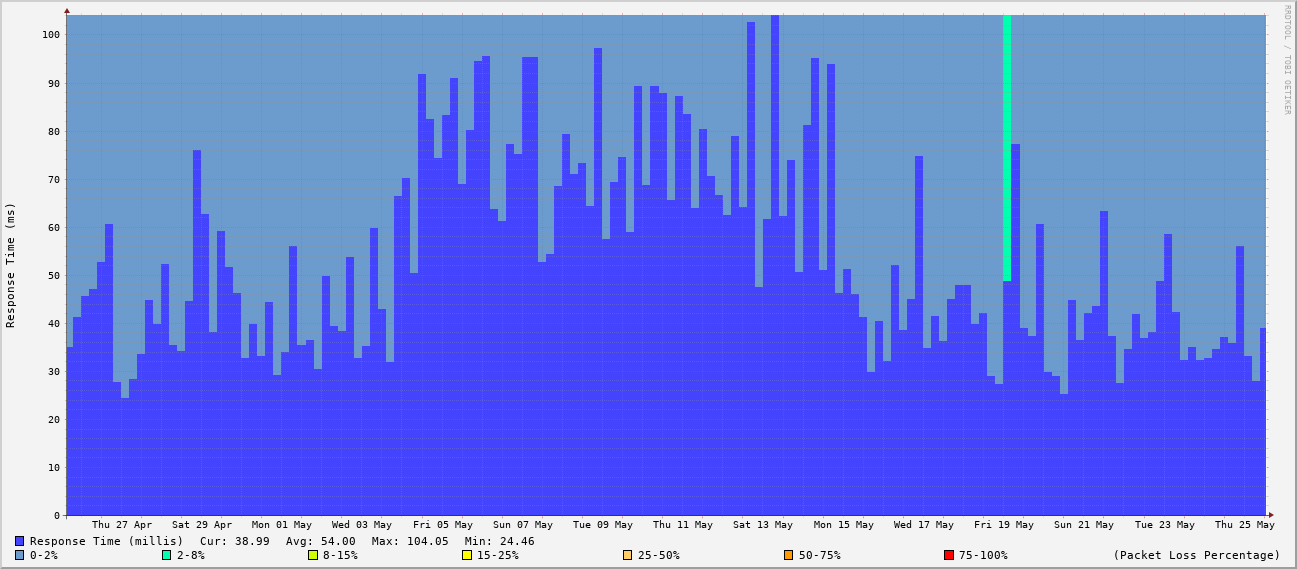 RRDTOOL / TOBI OETIKER
Response Time (ms)
100
90
80
70
60
50
40
30
20
10
0
Thu 27 Apr Sat 29 Apr Mon 01 May Wed 03 May Fri 05 May Sun 07 May Tue 09 May Thu 11 May Sat 13 May Mon 15 May Wed 17 May Fri 19 May Sun 21 May Tue 23 May Thu 25 May
Response Time (millis) Cur: 38.99 Avg: 54.00 Max: 104.05 Min: 24.46
0-2% 2-8% 8-15% 15-25% 25-50% 50-75% 75-100% (Packet Loss Percentage)